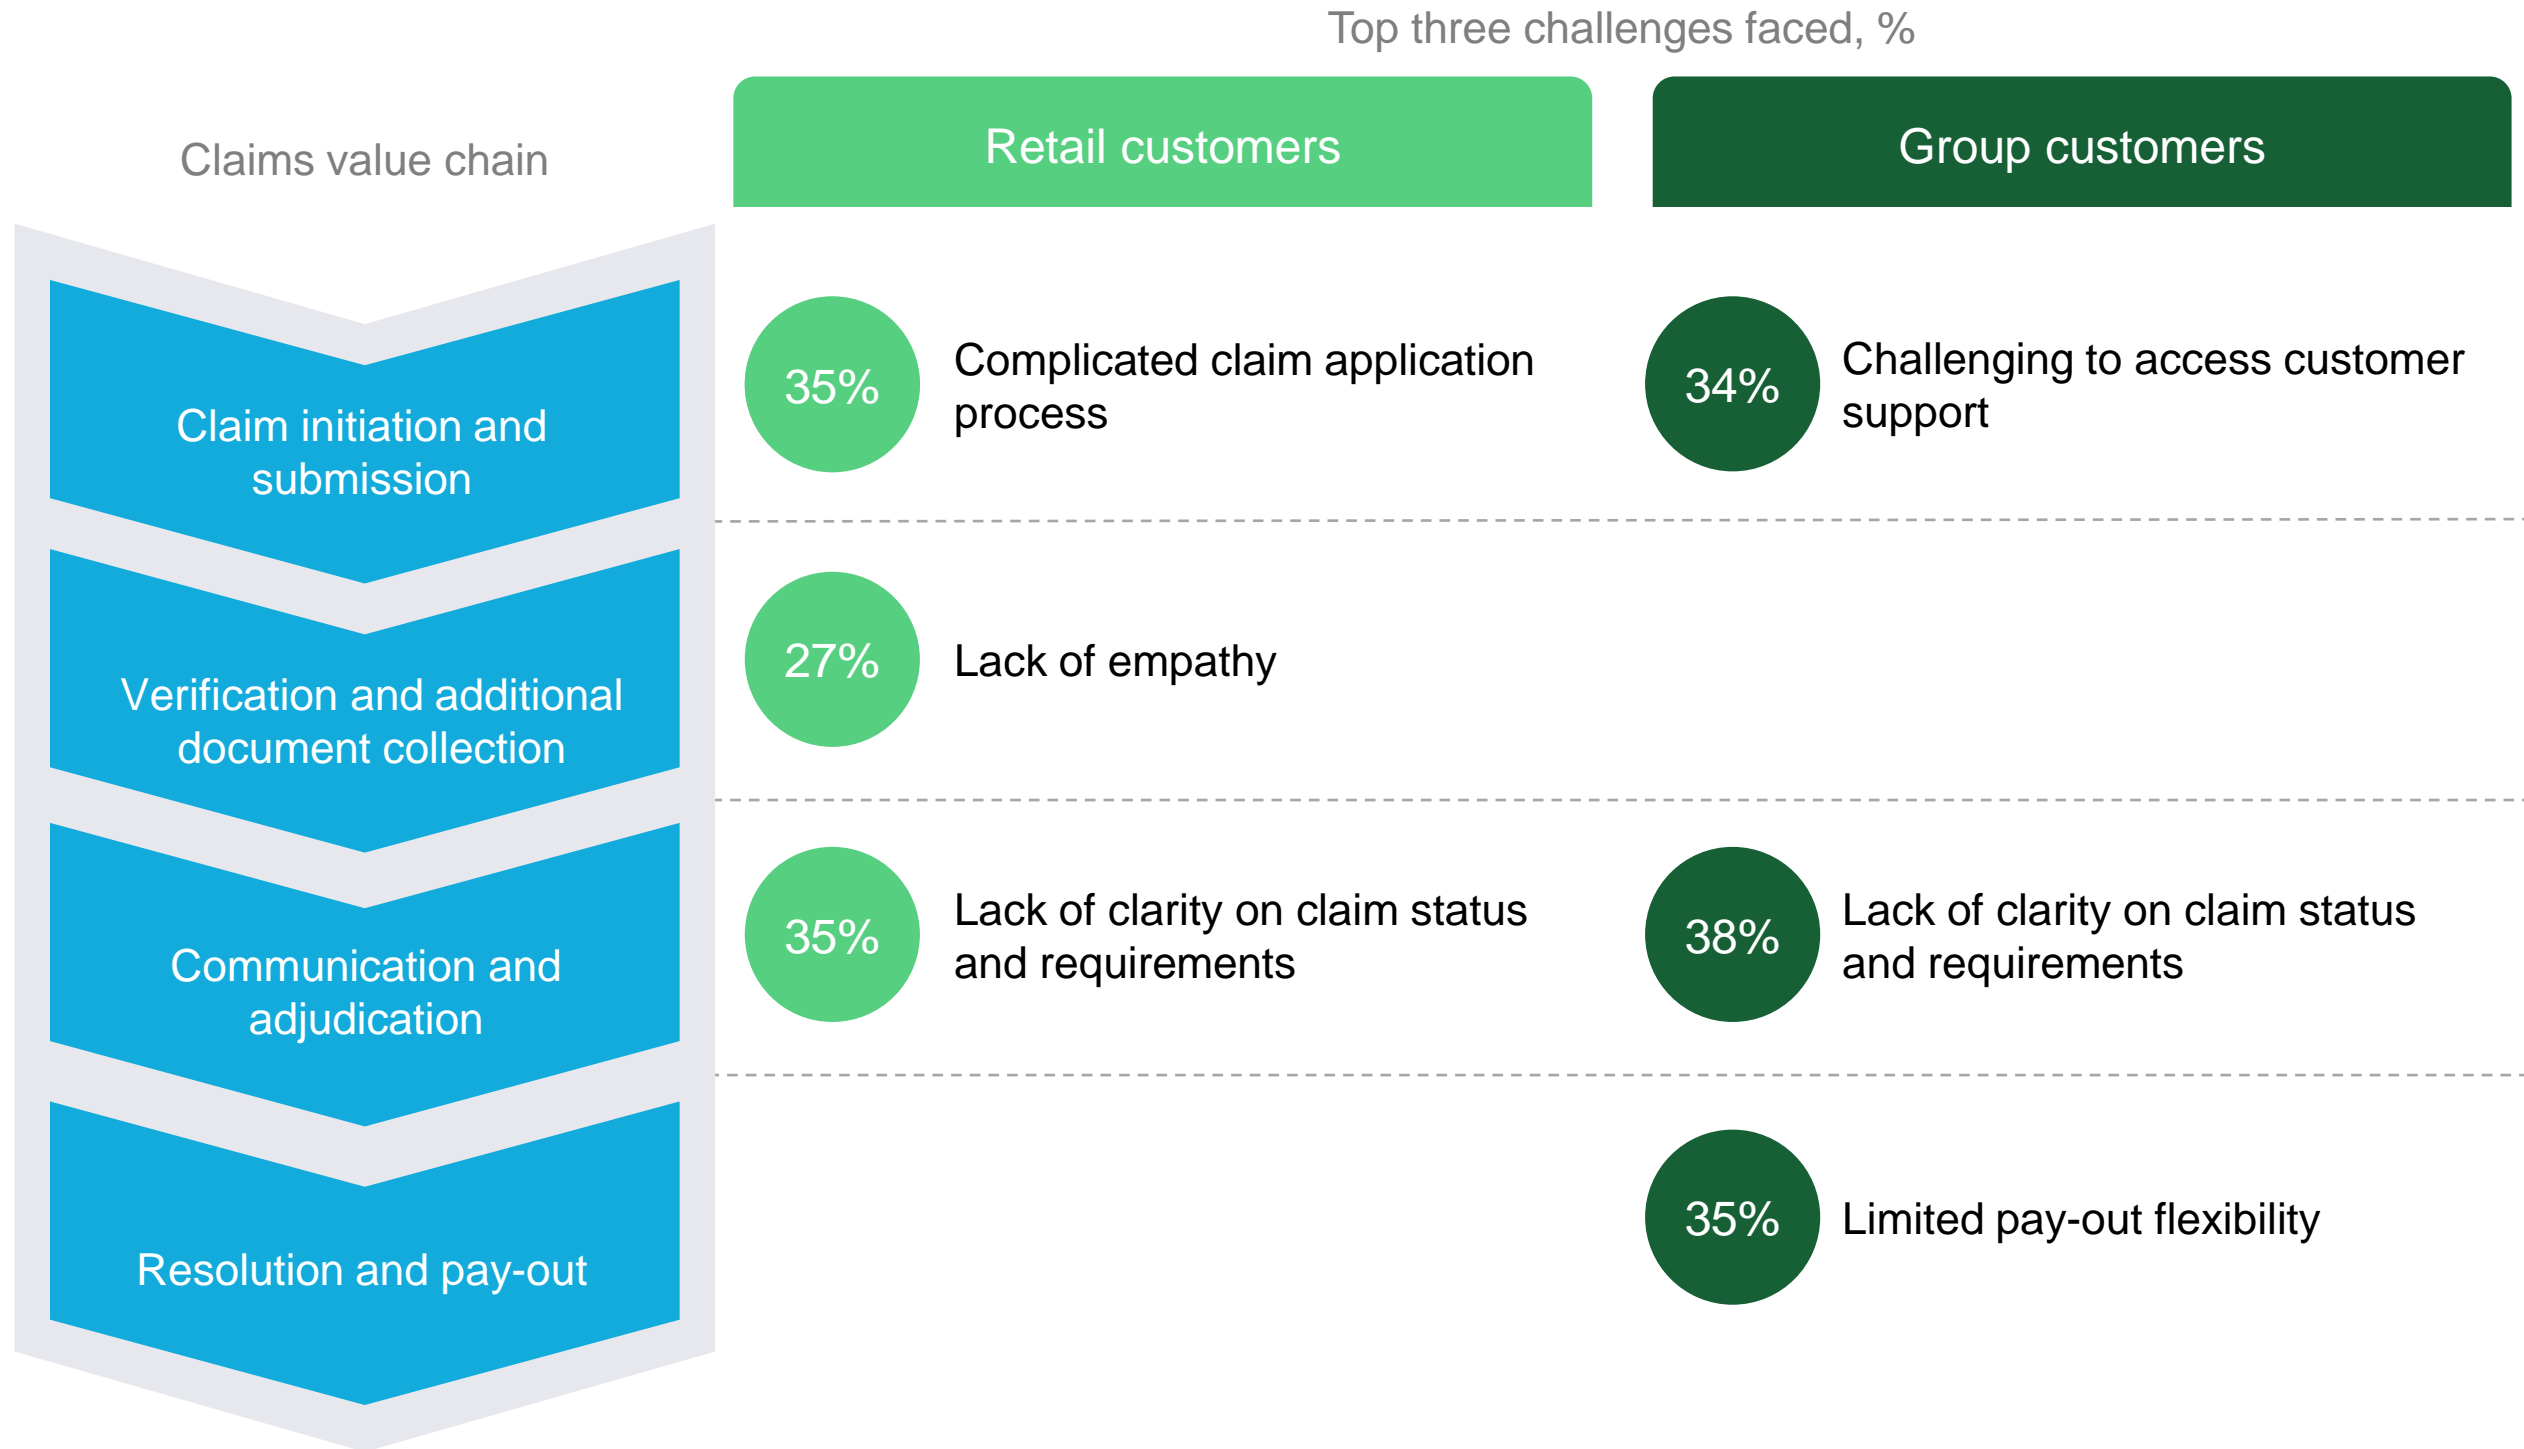 Top three challenges faced, %
Claims value chain
Retail customers
Group customers
Claim initiation and
submission
35%
Complicated claim application
process
34%
Challenging to access customer
support
Verification and additional
document collection
27%
Lack of empathy
Communication and
adjudication
35%
Lack of clarity on claim status
and requirements
38%
Lack of clarity on claim status
and requirements
Resolution and pay-out
35%
Limited pay-out flexibility